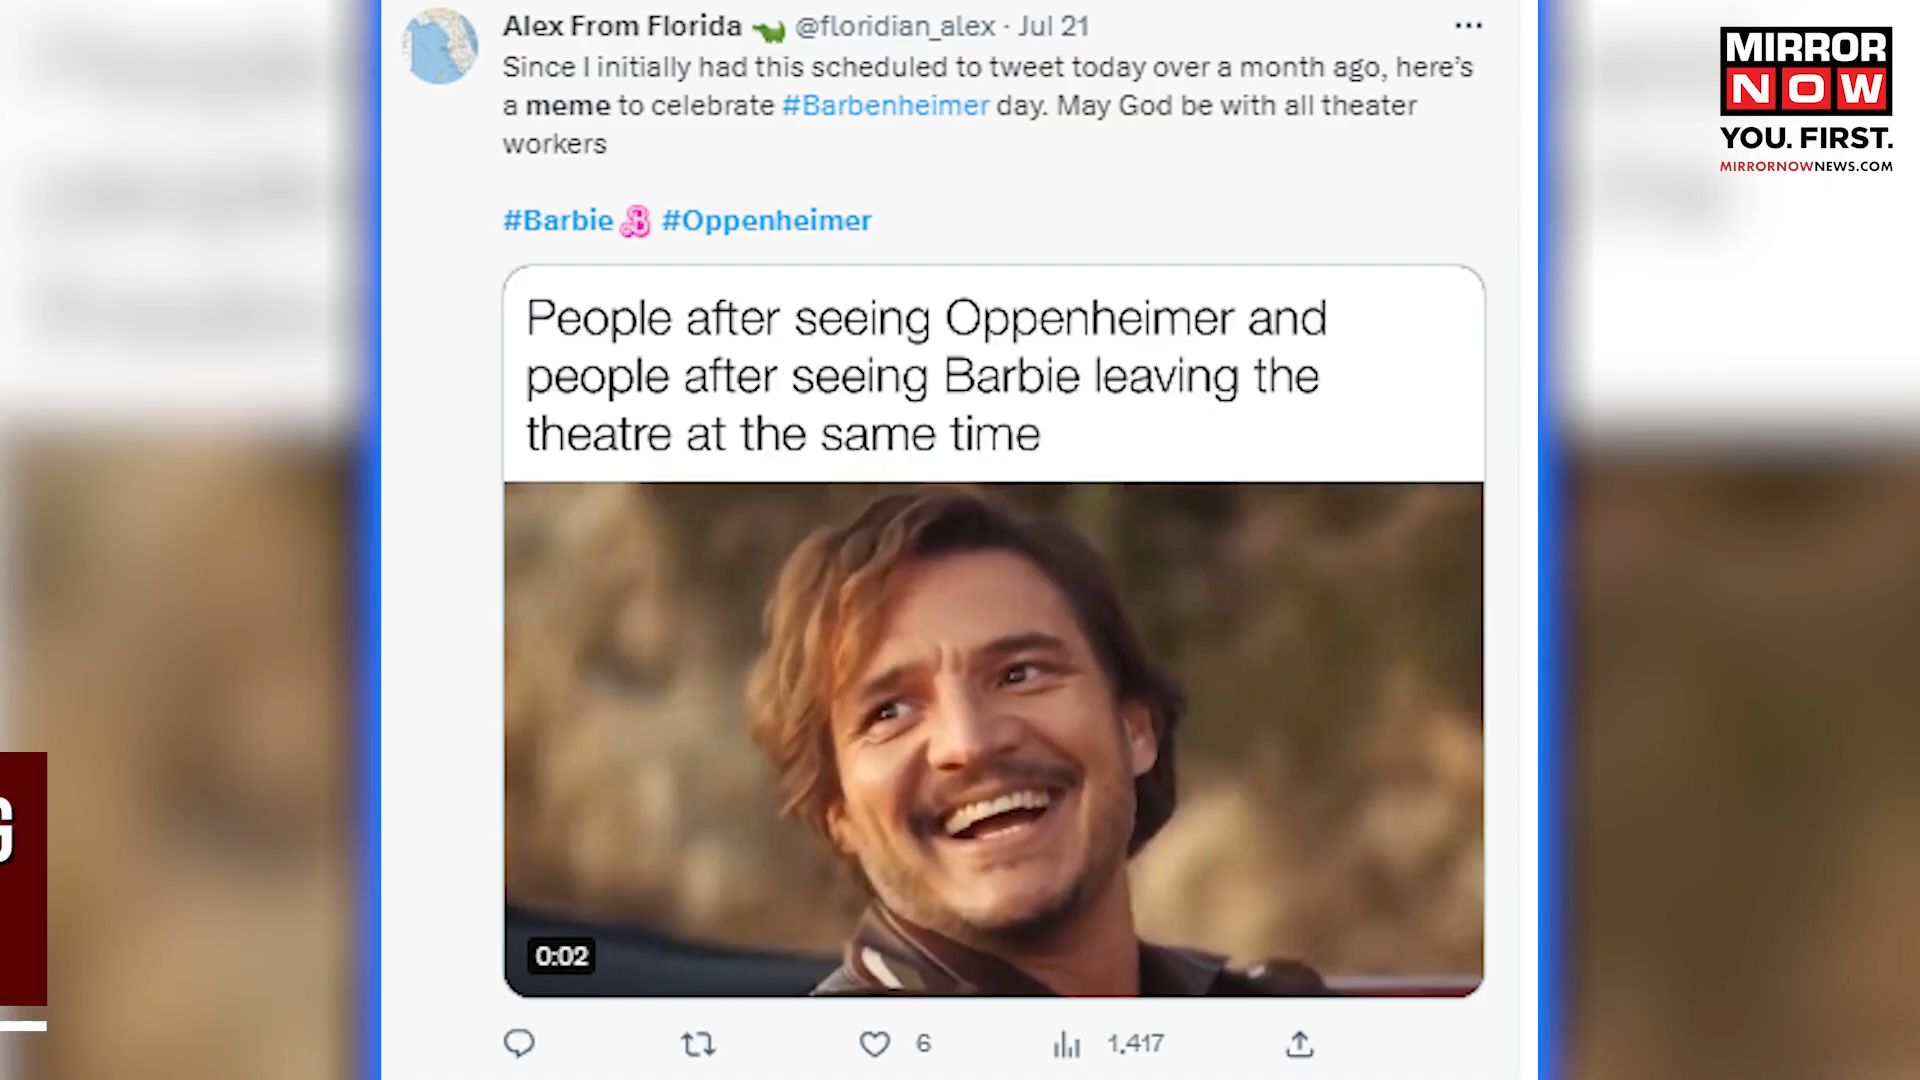 Alex From Florida @floridian_alex · Jul 21
Since I initially had this scheduled to tweet today over a month ago, here's
a meme to celebrate #Barbenheimer day. May God be with all theater
workers
#Barbie #Oppenheimer
People after seeing Oppenheimer and
people after seeing Barbie leaving the
theatre at the same time
0:02
6
1,417
MIRROR
NOW
YOU. FIRST.
MIRRORNOWNEWS.COM
G